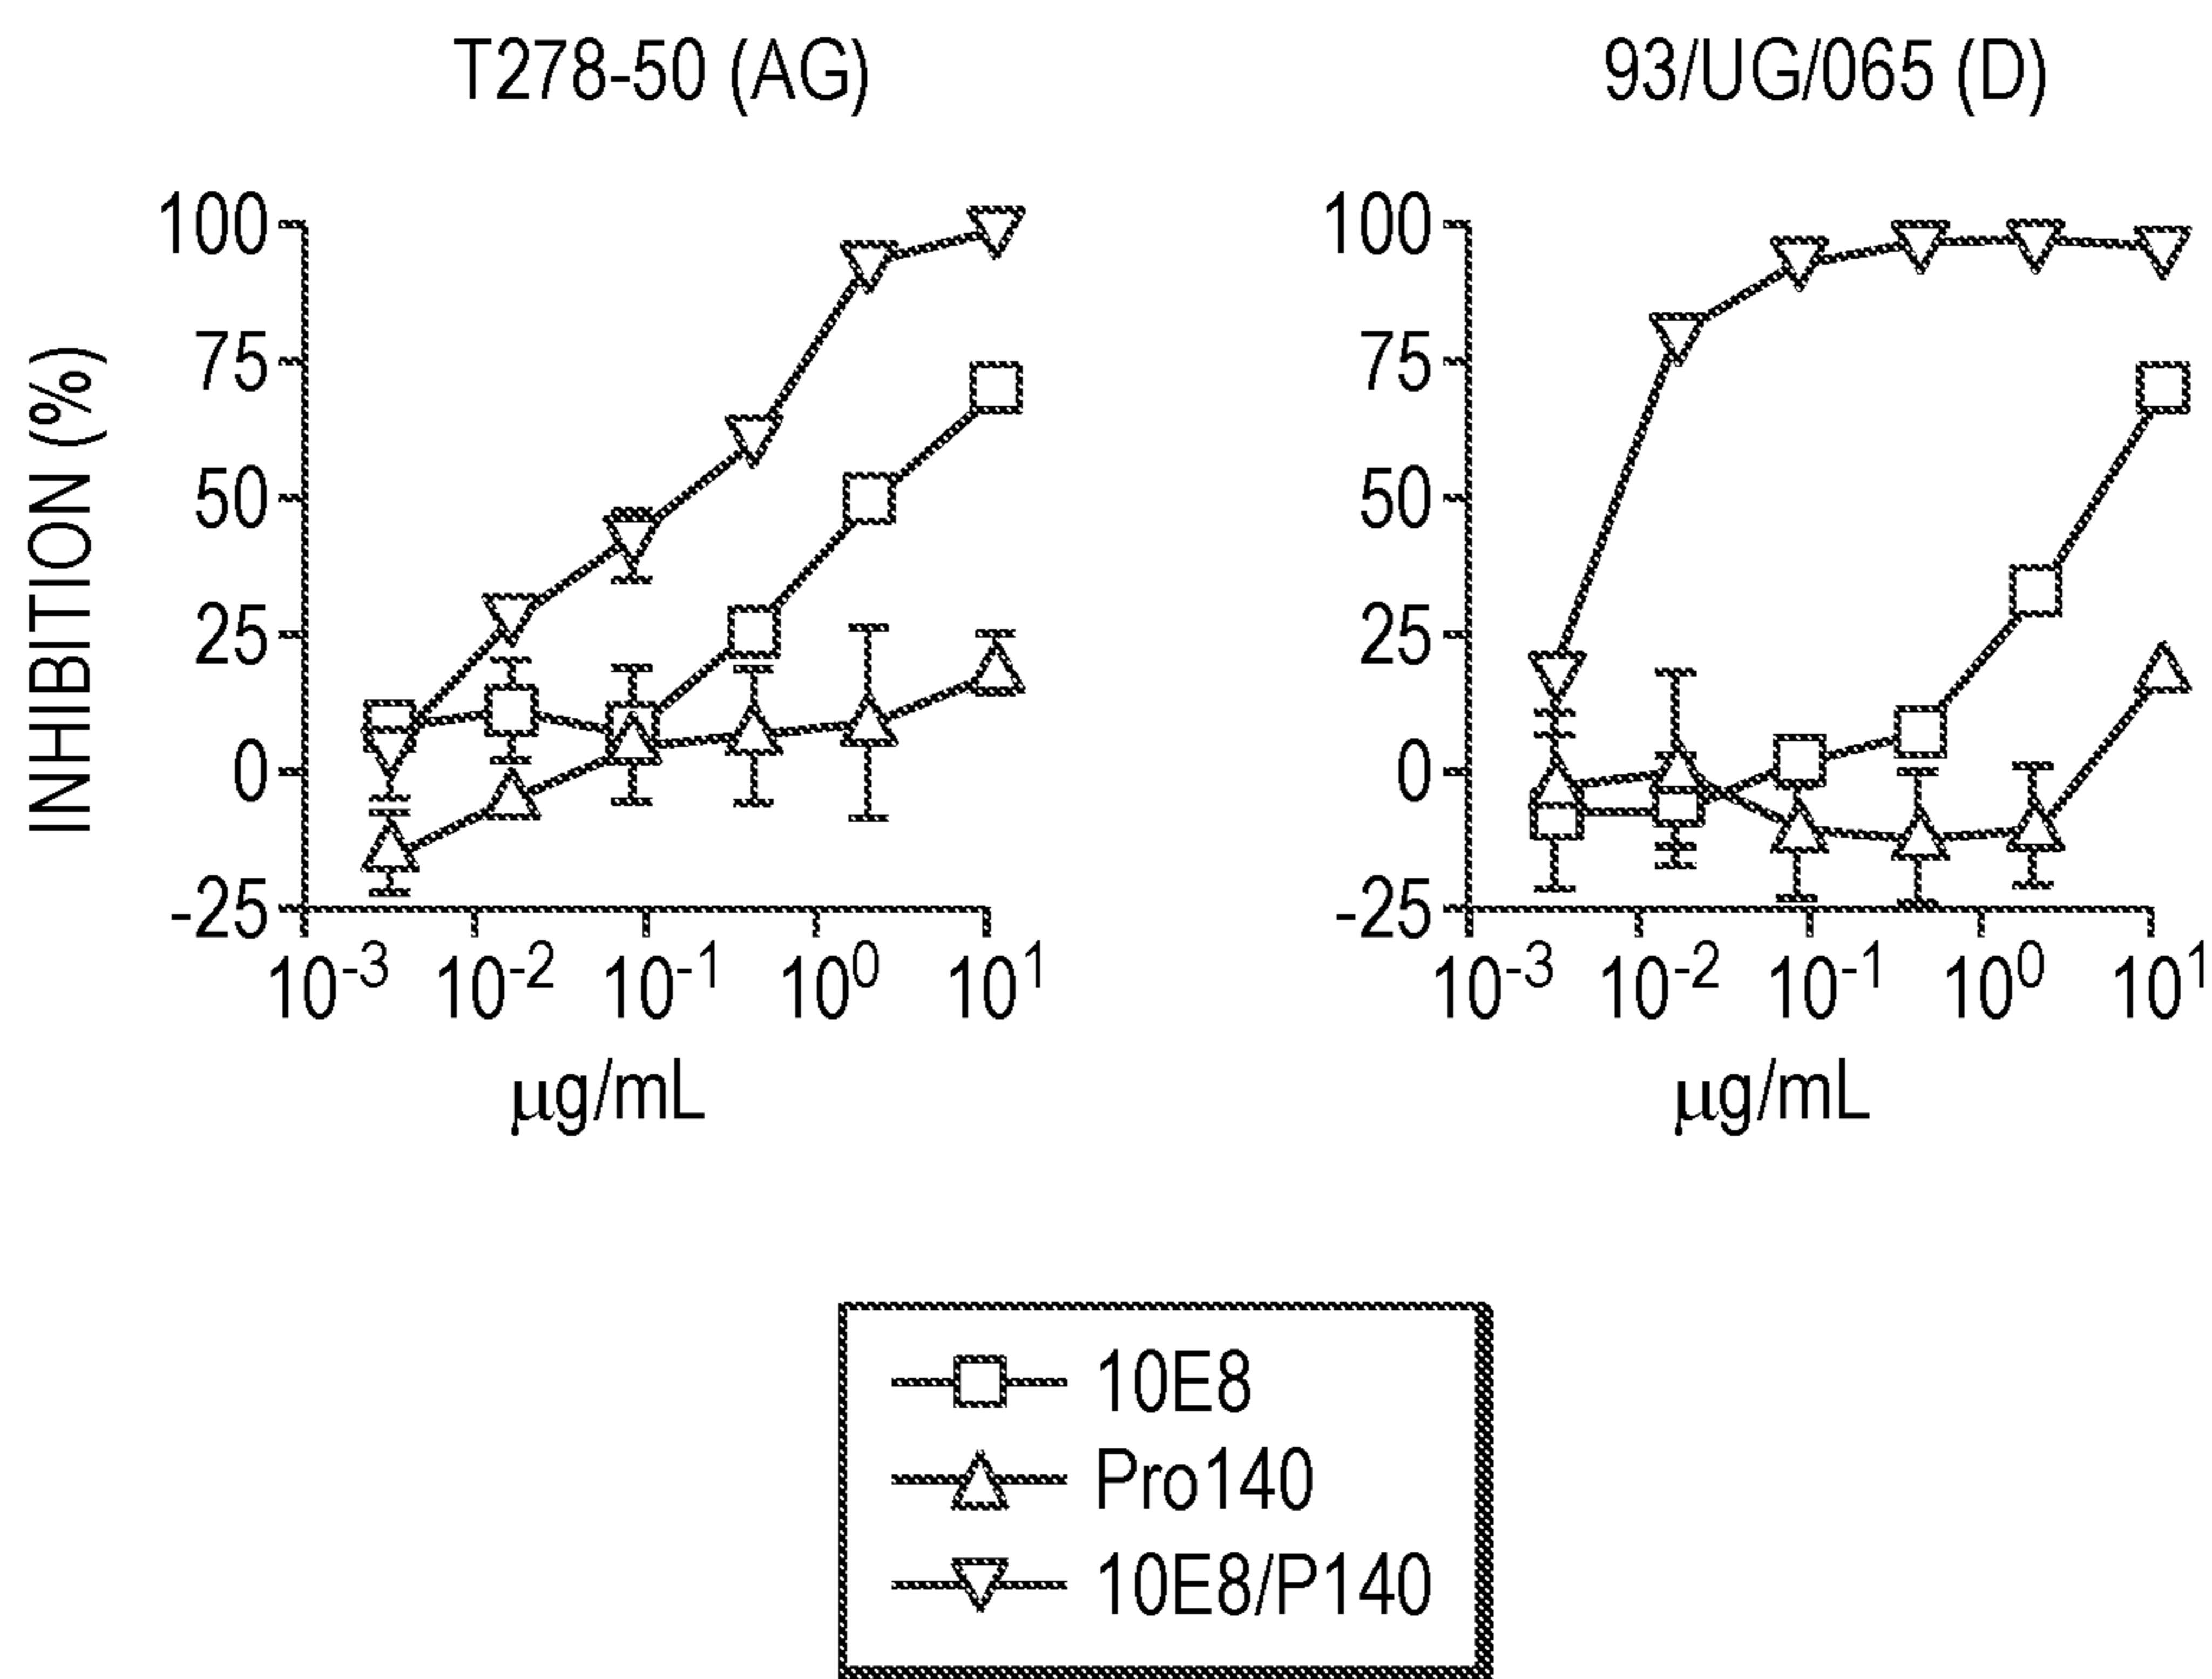 T278-50 (AG)
93/UG/065 (D)
INHIBITION (%)
100
75
50
25
0
-25
10⁻³ 10⁻² 10⁻¹ 10⁰ 10¹
µg/mL
100
75
50
25
0
-25
10⁻³ 10⁻² 10⁻¹ 10⁰ 10¹
µg/mL
10E8
Pro140
10E8/P140